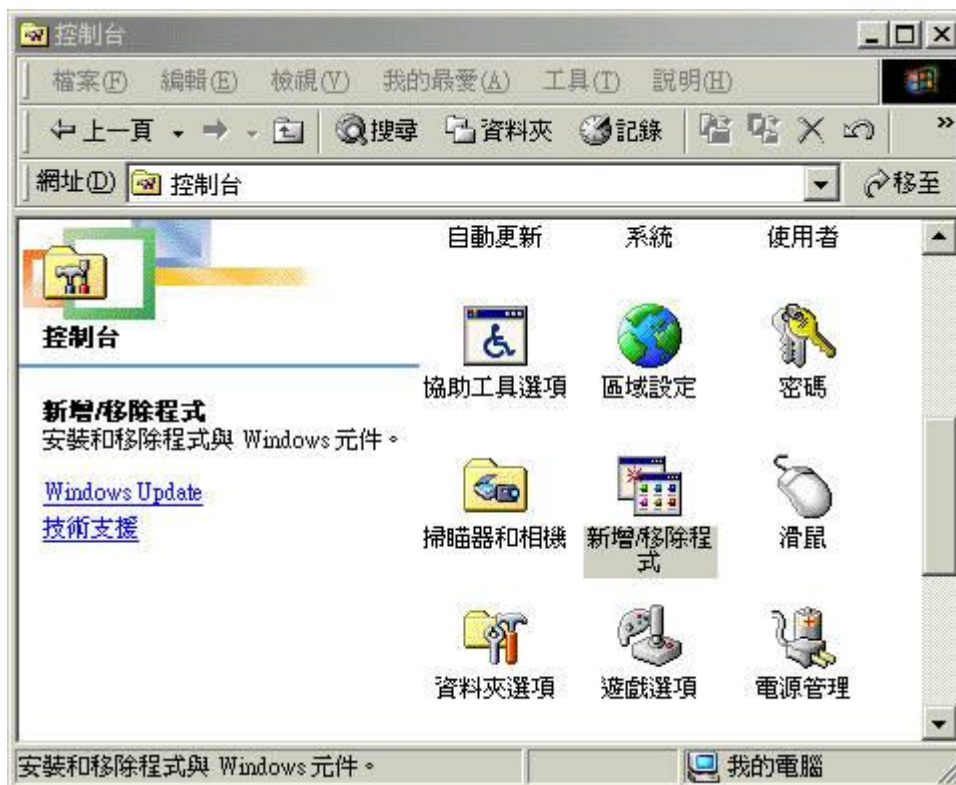 控制台
檔案(F) 編輯(E) 檢視(V) 我的最愛(A) 工具(T) 說明(H)
上一頁 搜尋 資料夾 記錄 »
網址(D) 控制台 移至
自動更新 系統 使用者
控制台
協助工具選項 區域設定 密碼
新增/移除程式
安裝和移除程式與 Windows 元件。
Windows Update
技術支援
掃瞄器和相機 新增/移除程 滑鼠
式
資料夾選項 遊戲選項 電源管理
安裝和移除程式與 Windows 元件。 我的電腦